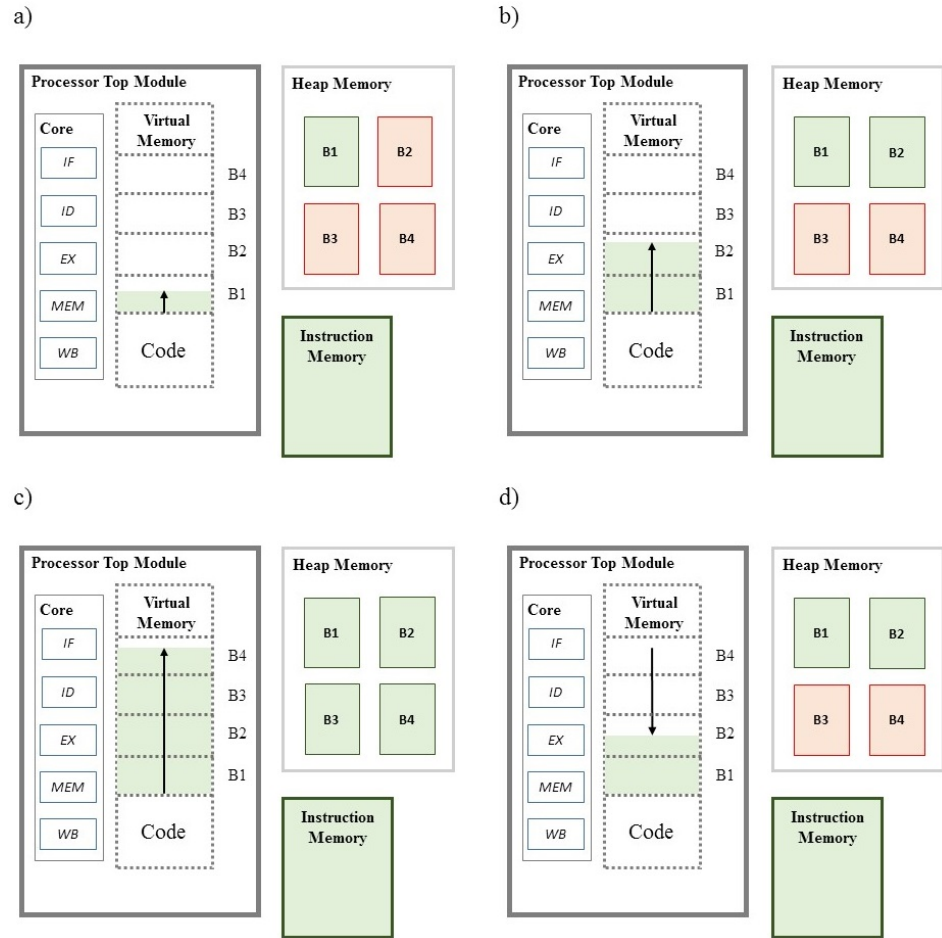 a)
Processor Top Module
Core
IF
ID
EX
MEM
WB
Virtual
Memory
B4
B3
B2
B1
Code
Heap Memory
B1 B2
B3 B4
Instruction
Memory
b)
Processor Top Module
Core
IF
ID
EX
MEM
WB
Virtual
Memory
B4
B3
B2
B1
Code
Heap Memory
B1 B2
B3 B4
Instruction
Memory
c)
Processor Top Module
Core
IF
ID
EX
MEM
WB
Virtual
Memory
B4
B3
B2
B1
Code
Heap Memory
B1 B2
B3 B4
Instruction
Memory
d)
Processor Top Module
Core
IF
ID
EX
MEM
WB
Virtual
Memory
B4
B3
B2
B1
Code
Heap Memory
B1 B2
B3 B4
Instruction
Memory